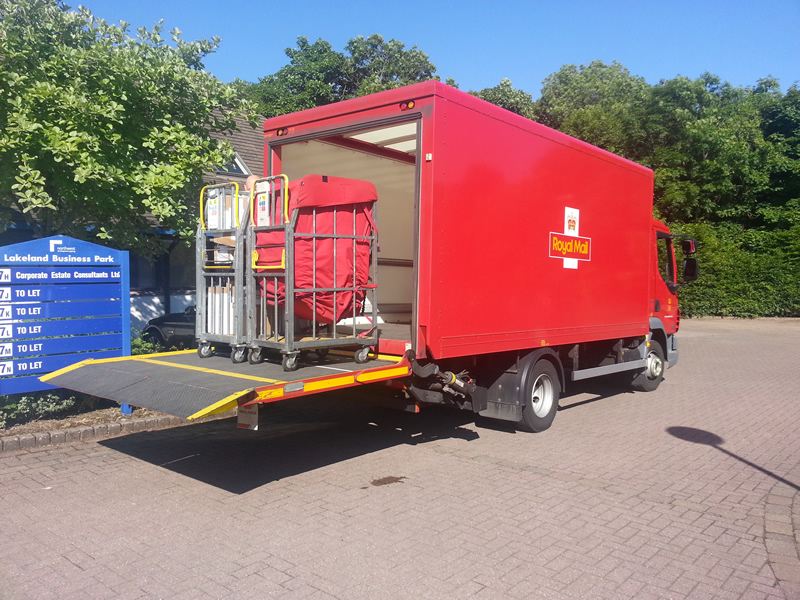 northwest
Lakeland Business Park
7H Corporate Estate Consultants Ltd
7J TO LET
7K TO LET
7L TO LET
7M TO LET
7N TO LET
Royal Mail